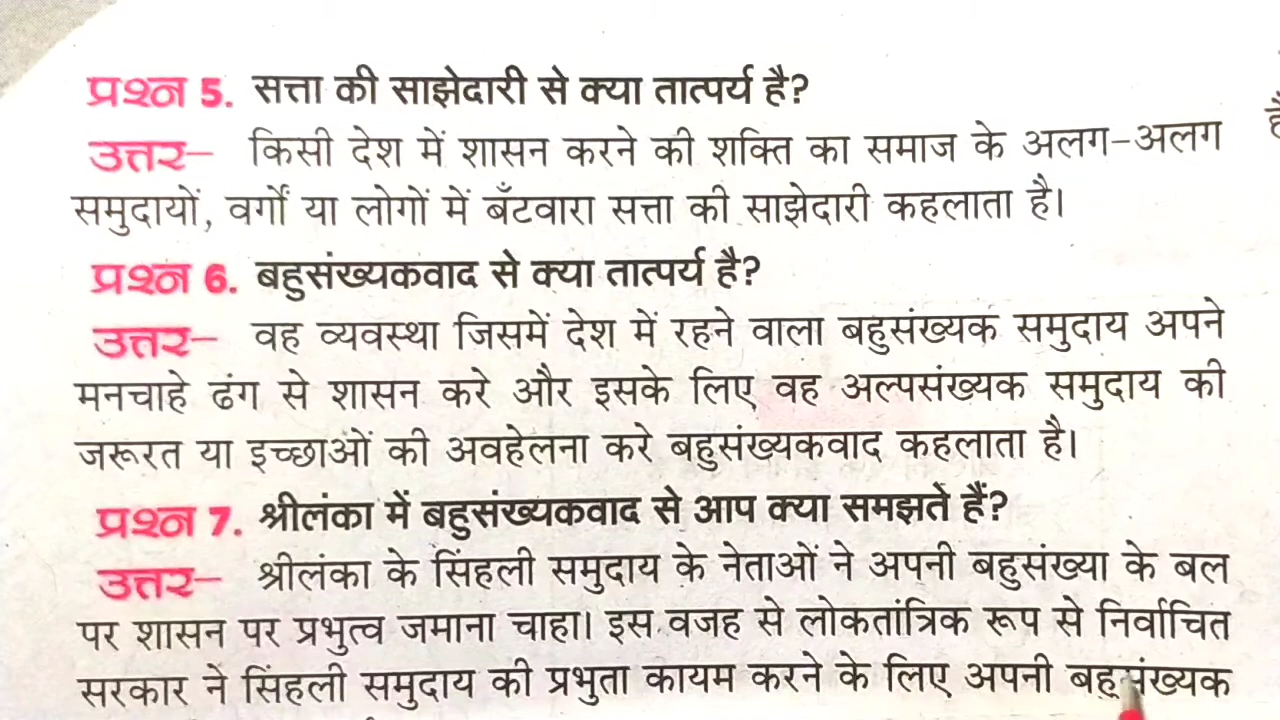 प्रश्न 5. सत्ता की साझेदारी से क्या तात्पर्य है?
उत्तर– किसी देश में शासन करने की शक्ति का समाज के अलग-अलग
समुदायों, वर्गों या लोगों में बँटवारा सत्ता की साझेदारी कहलाता है।
प्रश्न 6. बहुसंख्यकवाद से क्या तात्पर्य है?
उत्तर– वह व्यवस्था जिसमें देश में रहने वाला बहुसंख्यक समुदाय अपने
मनचाहे ढंग से शासन करे और इसके लिए वह अल्पसंख्यक समुदाय की
जरूरत या इच्छाओं की अवहेलना करे बहुसंख्यकवाद कहलाता है।
प्रश्न 7. श्रीलंका में बहुसंख्यकवाद से आप क्या समझते हैं?
उत्तर– श्रीलंका के सिंहली समुदाय के नेताओं ने अपनी बहुसंख्या के बल
पर शासन पर प्रभुत्व जमाना चाहा। इस वजह से लोकतांत्रिक रूप से निर्वाचित
सरकार ने सिंहली समुदाय की प्रभुता कायम करने के लिए अपनी बहुसंख्यक